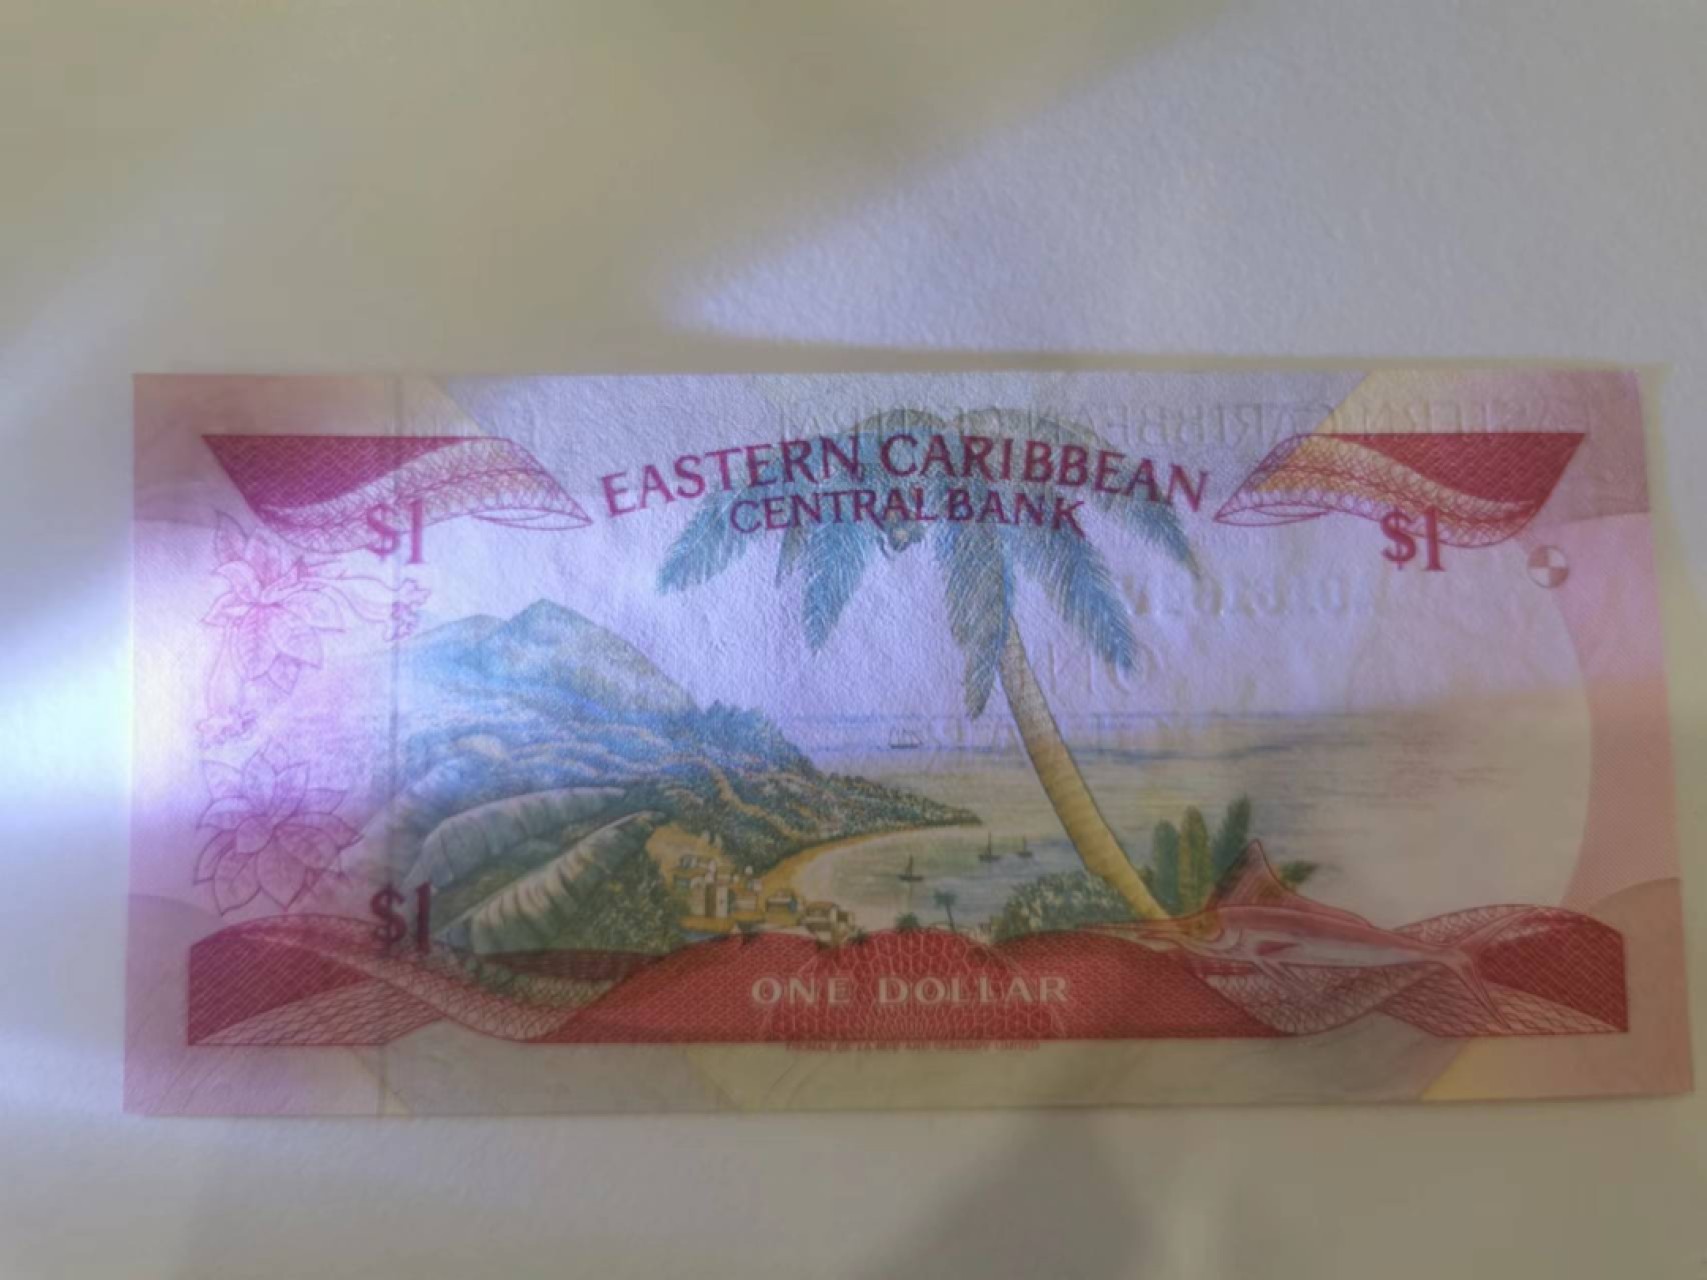 EASTERN CARIBBEAN
CENTRAL BANK
$1
$1
$1
ONE DOLLAR